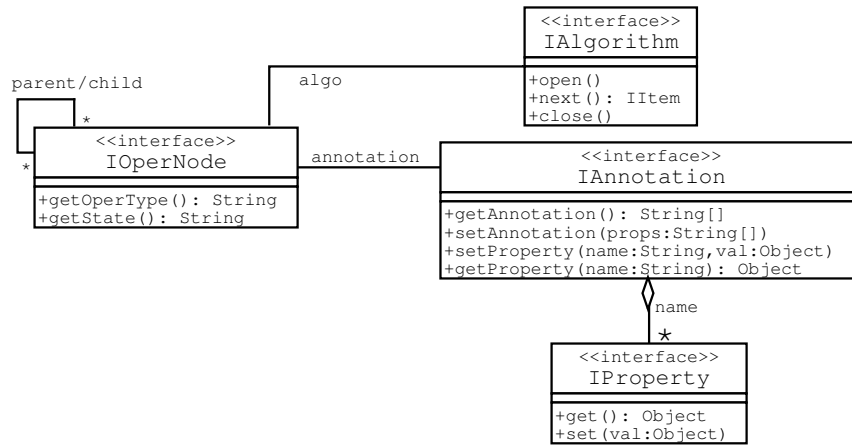 <<interface>>
IAlgorithm
+open()
+next(): IItem
+close()
algo
parent/child
*
*
<<interface>>
IOperNode
+getOperType(): String
+getState(): String
annotation
<<interface>>
IAnnotation
+getAnnotation(): String[]
+setAnnotation(props:String[])
+setProperty(name:String,val:Object)
+getProperty(name:String): Object
name
*
<<interface>>
IProperty
+get(): Object
+set(val:Object)